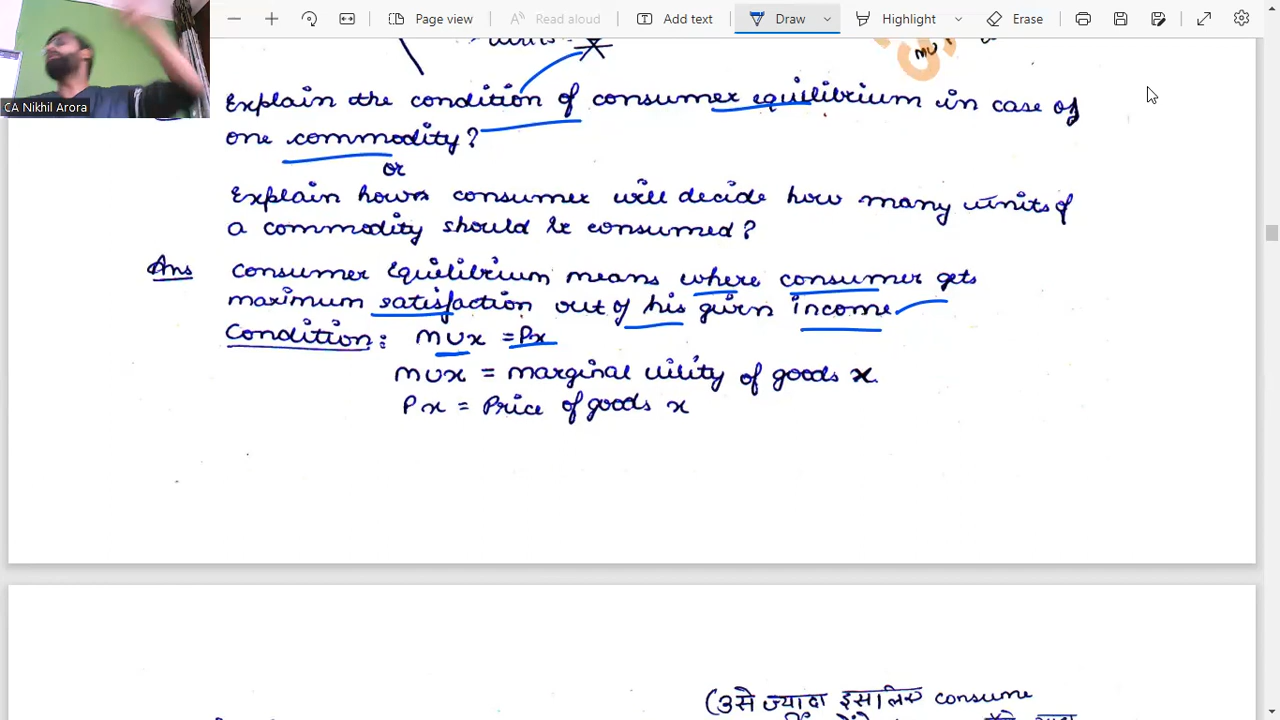 Page view
Read aloud
Add text
Draw
Highlight
Erase
CA Nikhil Arora
MU
Explain the condition of consumer equilibrium in case of
one commodity?
or
Explain how consumer will decide how many units of
a commodity should be consumed?
Ans consumer Equilibrium means where consumer gets
maximum satisfaction out of his given income
Condition: MUx = Px
MUx = marginal uility of goods x.
Px = Price of goods x
(उसे ज्यादा इसलिए consume